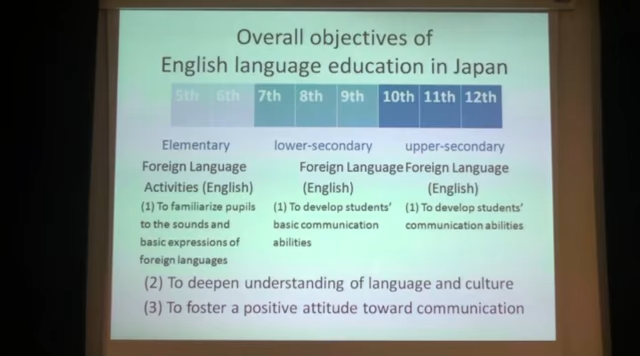 Overall objectives of
English language education in Japan
5th 6th 7th 8th 9th 10th 11th 12th
Elementary lower-secondary upper-secondary
Foreign Language
Activities (English)
(1) To familiarize pupils
to the sounds and
basic expressions of
foreign languages
Foreign Language
(English)
(1) To develop students'
basic communication
abilities
Foreign Language
(English)
(1) To develop students'
communication abilities
(2) To deepen understanding of language and culture
(3) To foster a positive attitude toward communication